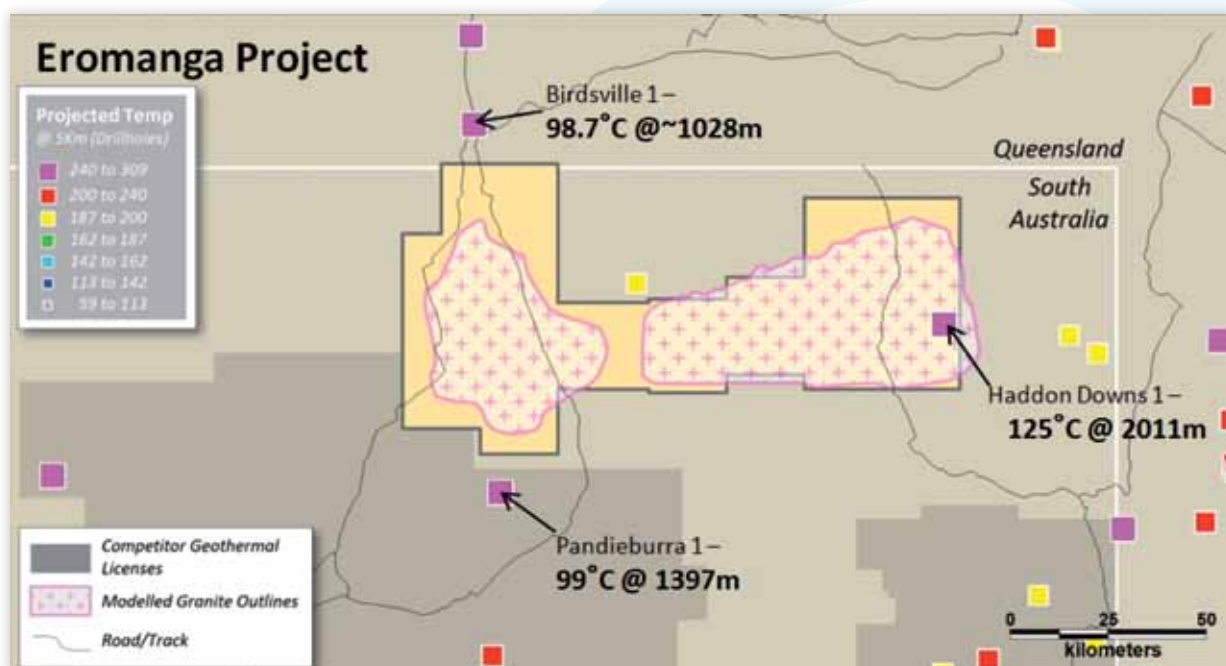 Eromanga Project
Projected Temp
@ 5Km (Drillholes)
240 to 309
200 to 240
187 to 200
162 to 187
142 to 162
113 to 142
59 to 113
Birdsville 1 –
98.7°C @~1028m
Queensland
South
Australia
Haddon Downs 1 –
125°C @ 2011m
Pandieburra 1 –
99°C @ 1397m
Competitor Geothermal
Licenses
Modelled Granite Outlines
Road/Track
0 25 50
kilometers